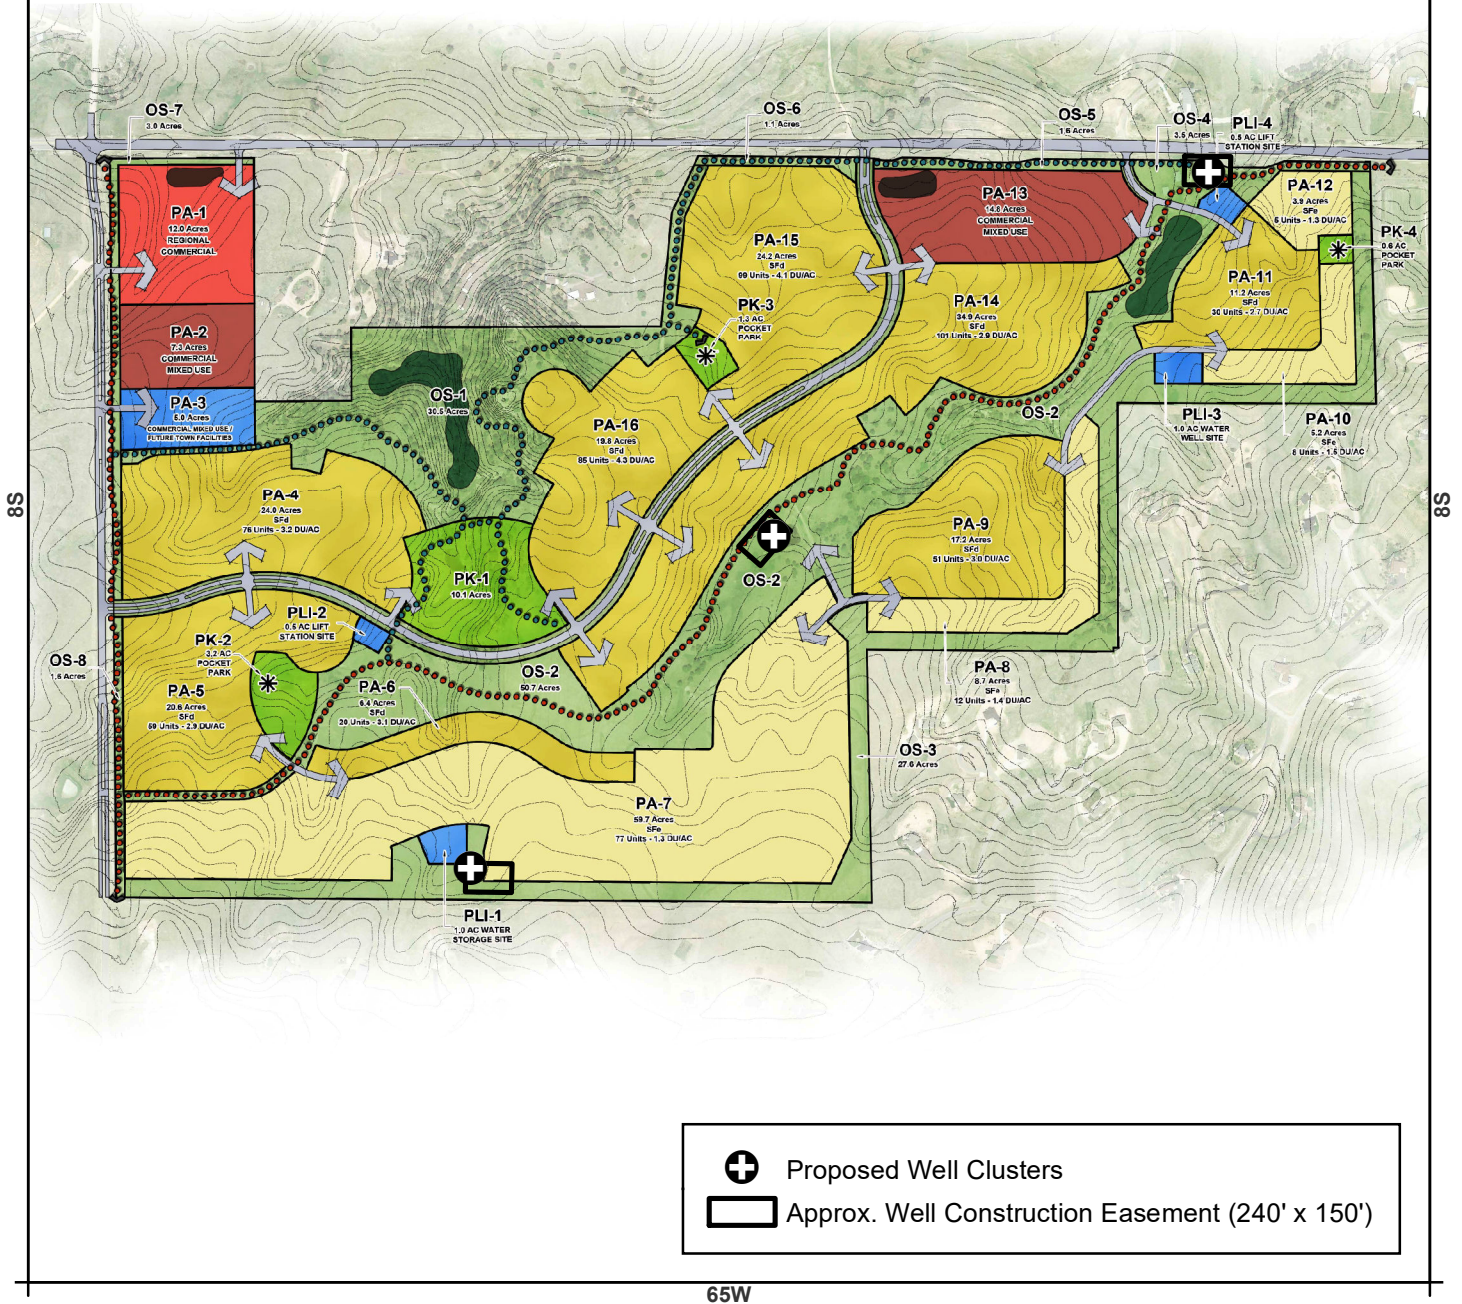 OS-7
3.0 Acres
OS-6
1.1 Acres
OS-5
1.6 Acres
OS-4
3.5 Acres
PLI-4
0.5 AC LIFT
STATION SITE
PA-1
12.0 Acres
REGIONAL
COMMERCIAL
PA-13
14.8 Acres
COMMERCIAL
MIXED USE
PA-12
3.9 Acres
SFe
5 Units - 1.3 DU/AC
PK-4
0.6 AC
POCKET
PARK
PA-15
24.2 Acres
SFd
99 Units - 4.1 DU/AC
PA-11
11.2 Acres
SFd
30 Units - 2.7 DU/AC
PK-3
1.3 AC
POCKET
PARK
PA-14
34.9 Acres
SFd
101 Units - 2.9 DU/AC
PA-2
7.3 Acres
COMMERCIAL
MIXED USE
PA-3
5.0 Acres
COMMERCIAL MIXED USE /
FUTURE TOWN FACILITIES
OS-1
30.5 Acres
PA-16
19.8 Acres
SFd
85 Units - 4.3 DU/AC
OS-2
PLI-3
1.0 AC WATER
WELL SITE
PA-10
5.2 Acres
SFe
8 Units - 1.5 DU/AC
8S
8S
PA-4
24.0 Acres
SFd
76 Units - 3.2 DU/AC
PA-9
17.2 Acres
SFd
51 Units - 3.0 DU/AC
PK-1
10.1 Acres
OS-2
PLI-2
0.5 AC LIFT
STATION SITE
PK-2
3.2 AC
POCKET
PARK
OS-8
1.5 Acres
OS-2
50.7 Acres
PA-8
8.7 Acres
SFe
12 Units - 1.4 DU/AC
PA-5
20.6 Acres
SFd
59 Units - 2.9 DU/AC
PA-6
6.4 Acres
SFd
20 Units - 3.1 DU/AC
OS-3
27.6 Acres
PA-7
59.7 Acres
SFe
77 Units - 1.3 DU/AC
PLI-1
1.0 AC WATER
STORAGE SITE
Proposed Well Clusters
Approx. Well Construction Easement (240' x 150')
65W